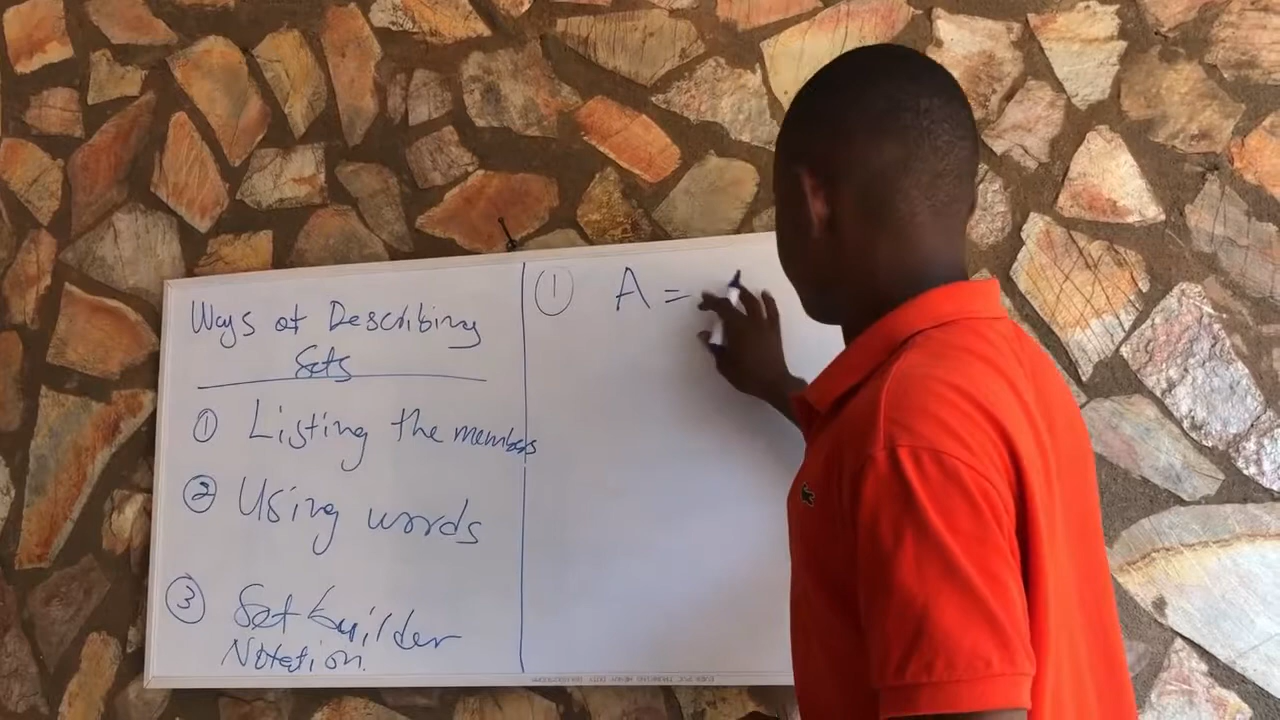 Ways of Describing
Sets
① Listing the members
② Using words
③ Set builder
Notation.
① A =